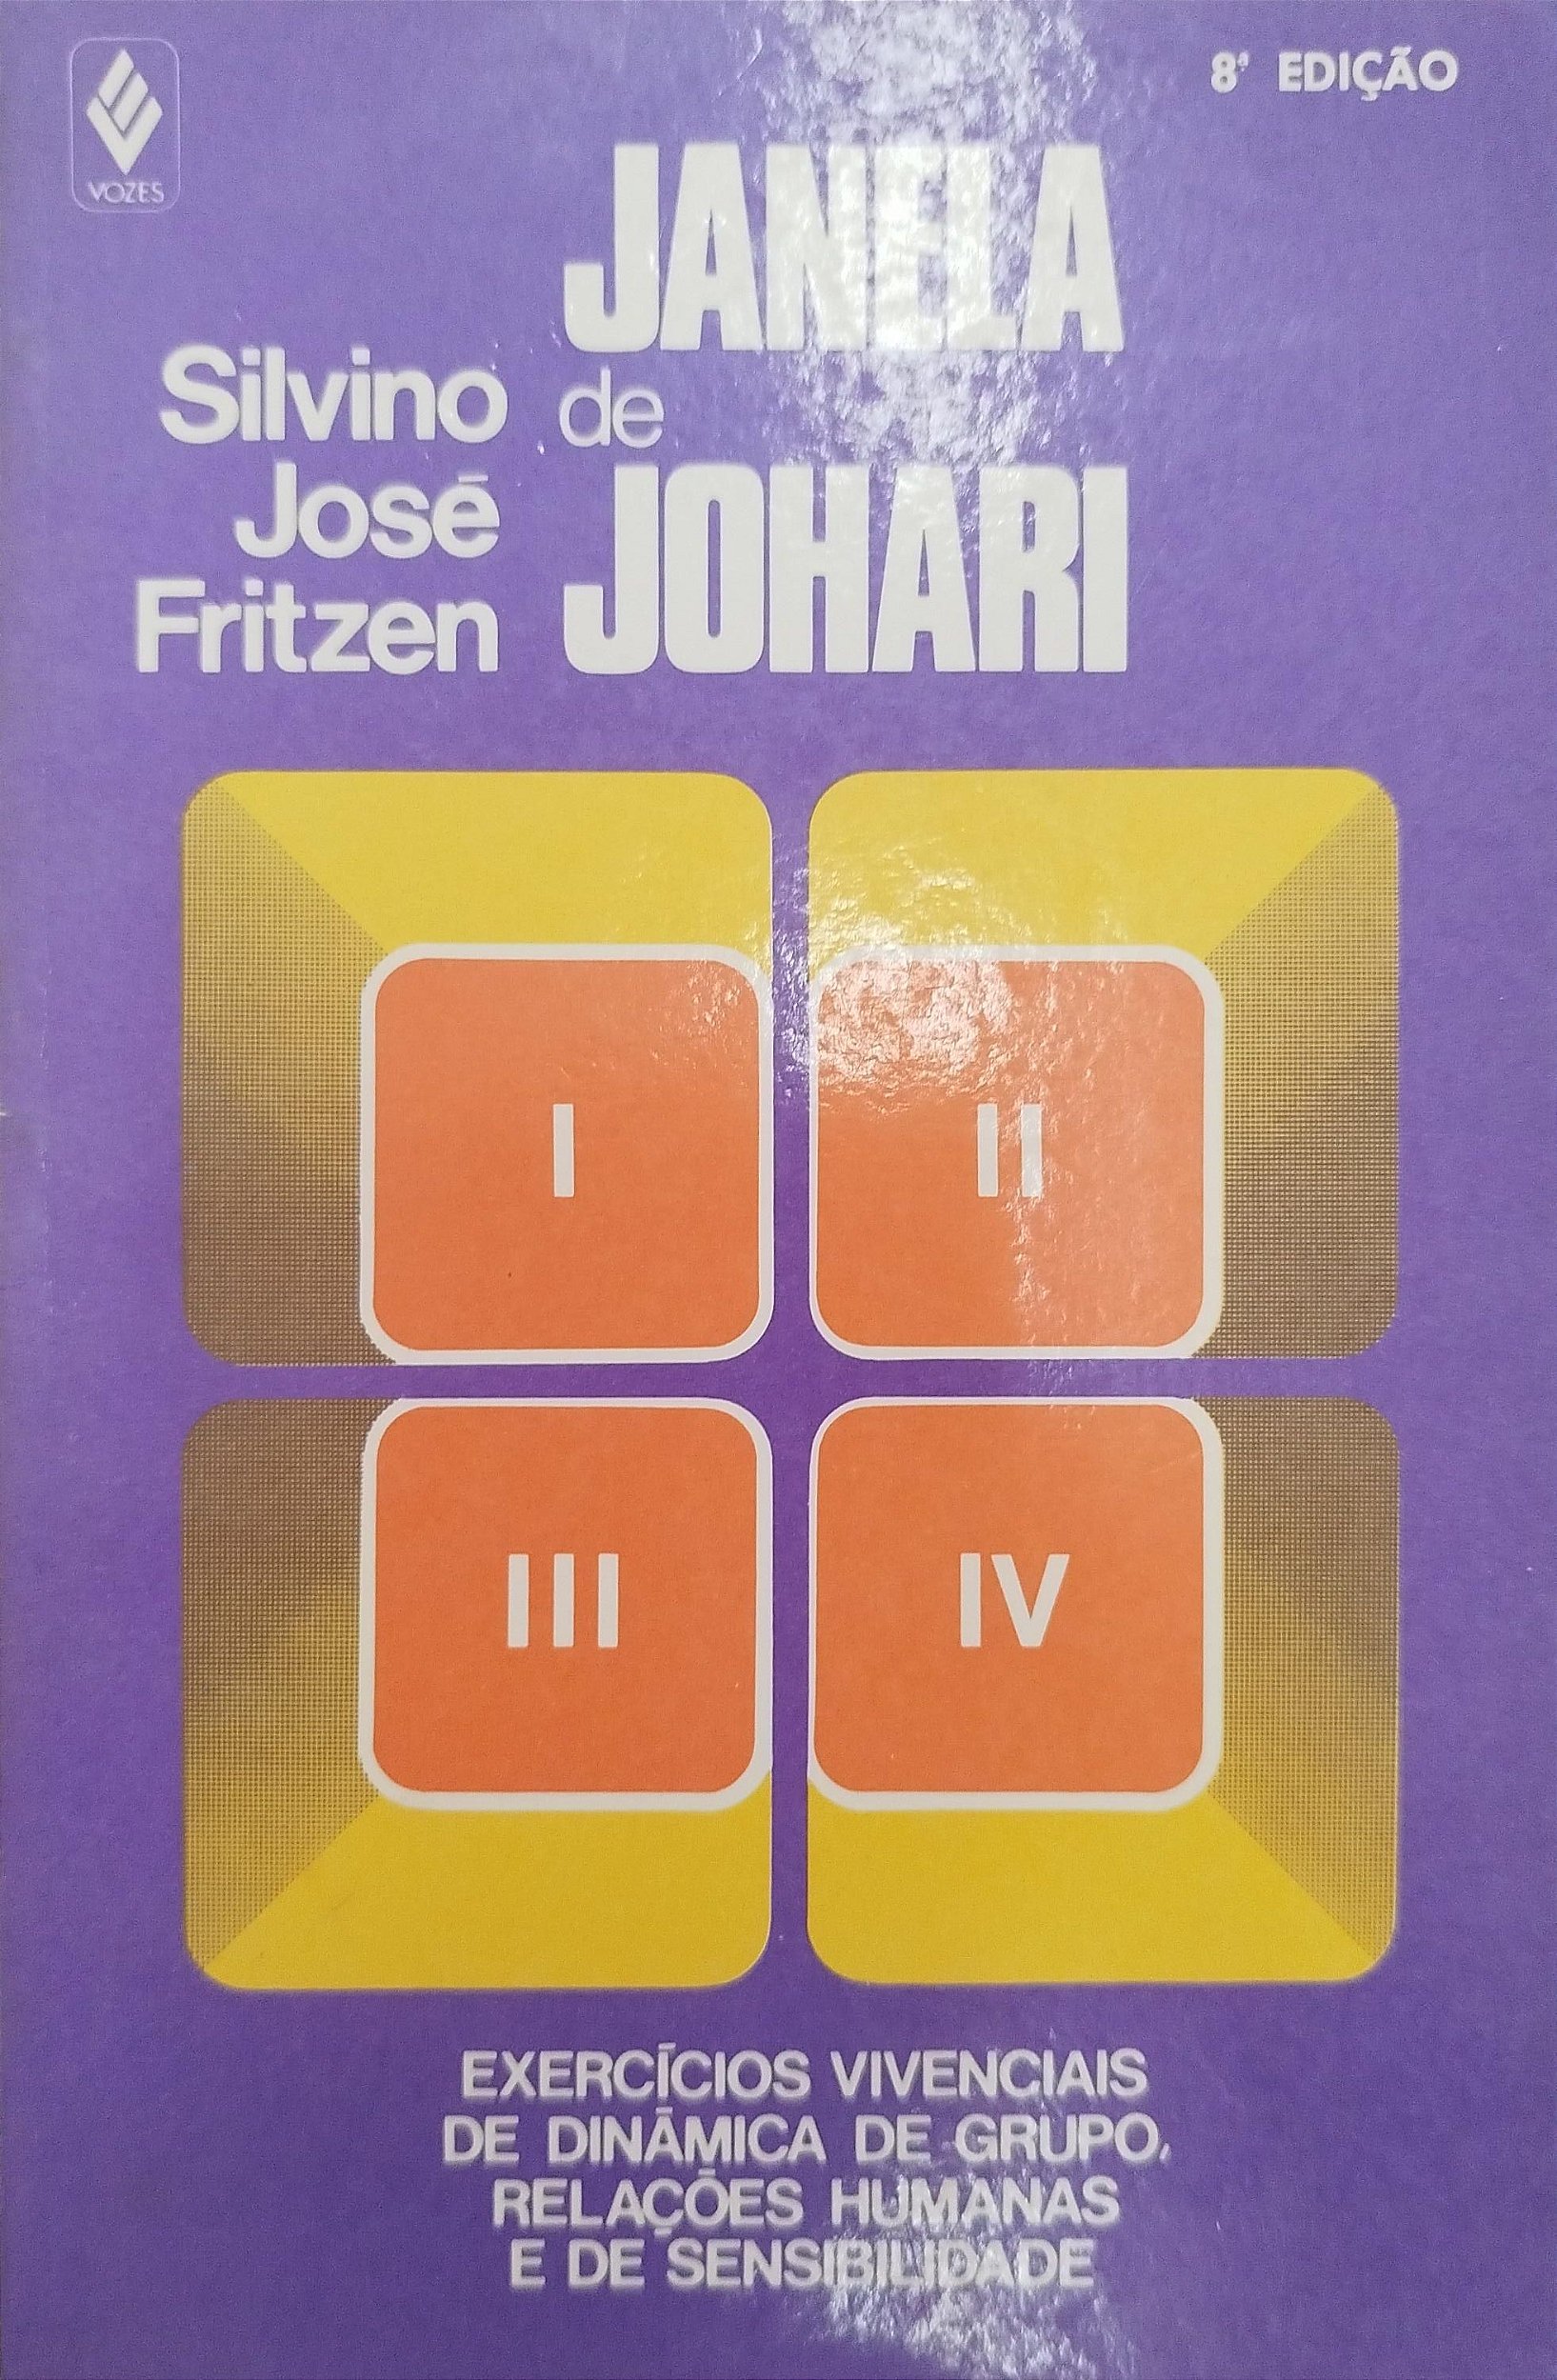 VOZES
8ª EDIÇÃO
JANELA
de
JOHARI
Silvino
José
Fritzen
I
II
III
IV
EXERCÍCIOS VIVENCIAIS
DE DINÂMICA DE GRUPO,
RELAÇÕES HUMANAS
E DE SENSIBILIDADE